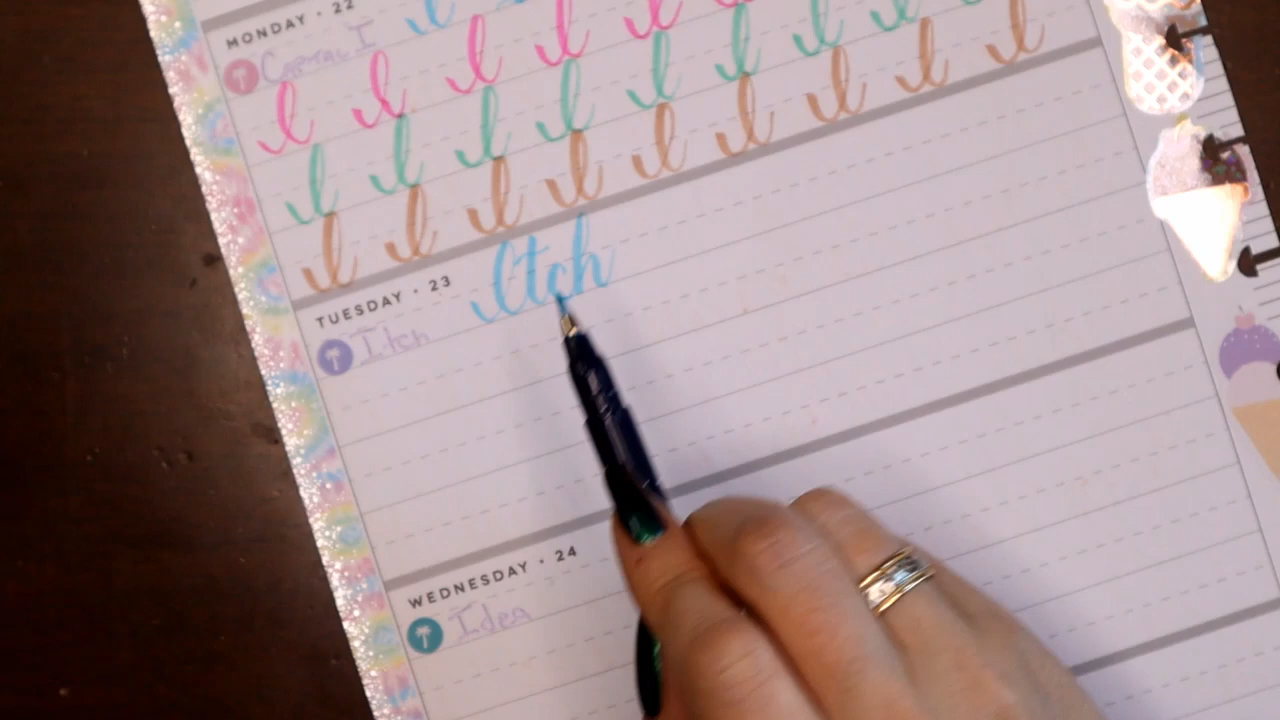 MONDAY · 22
Capital I
I I I I I
I I I I I I I I
I I I I I I I I I
TUESDAY · 23 Itch
Itch
WEDNESDAY · 24
Idea